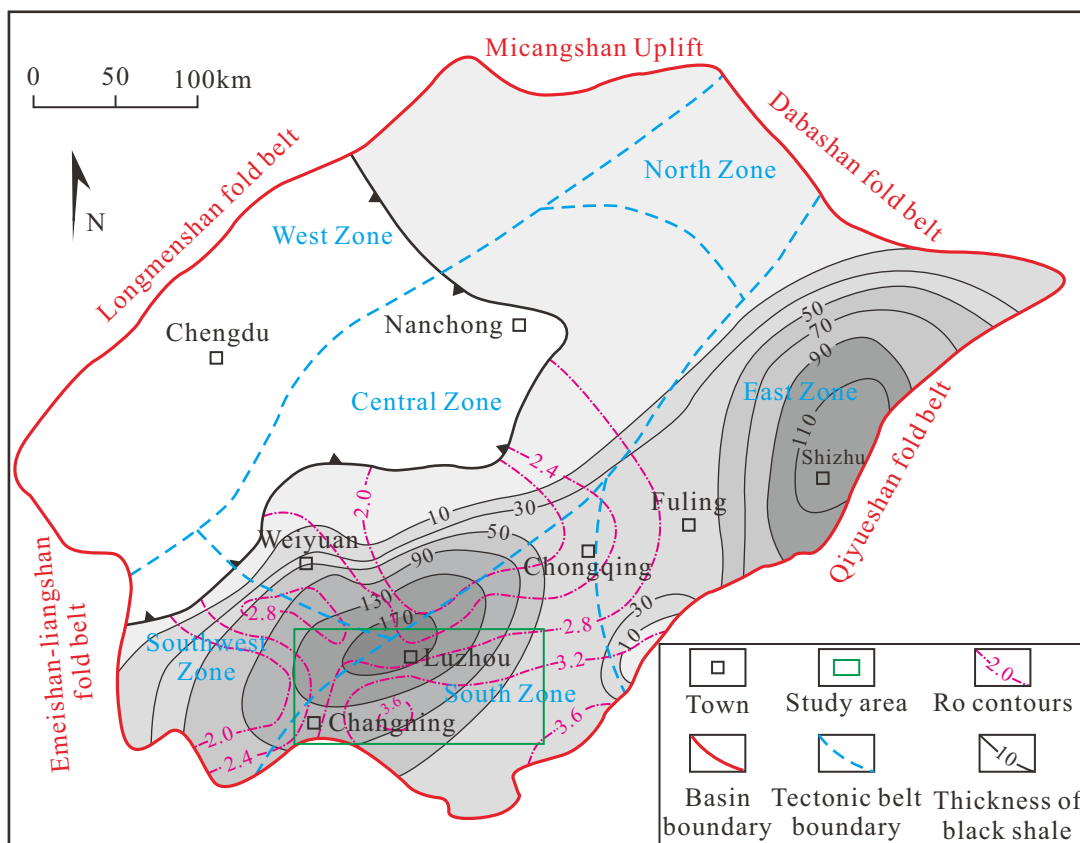 Micangshan Uplift
0 50 100km
Dabashan fold belt
Longmenshan fold belt
North Zone
N
West Zone
Nanchong
Chengdu
50
70
90
Central Zone
East Zone
110
Shizhu
2.4
2.0
10
30
50
Fuling
Qiyueshan fold belt
Weiyuan
90
Chongqing
130
2.8
170
2.8
30
10
Emeishan-liangshan
fold belt
Southwest
Zone
Luzhou
3.2
South Zone
3.6
Changning
2.0
2.4
3.6
2.0
10
Town
Study area
Ro contours
Basin
boundary
Tectonic belt
boundary
Thickness of
black shale